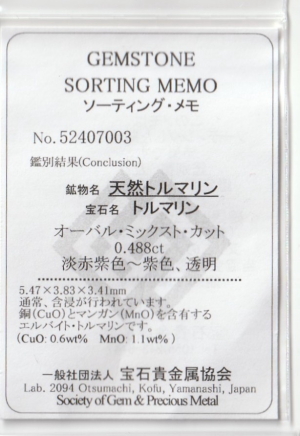 GEMSTONE
SORTING MEMO
ソーティング・メモ
No. 52407003
鑑別結果(Conclusion)
鉱物名 天然トルマリン
宝石名 トルマリン
オーバル・ミックスト・カット
0.488ct
淡赤紫色～紫色、透明
5.47×3.83×3.41mm
通常、含浸が行われています。
銅(CuO)とマンガン(MnO)を含有する
エルバイト・トルマリンです。
(CuO: 0.6wt% MnO: 1.1wt%)
一般社団法人 宝石貴金属協会
Lab. 2094 Otsumachi, Kofu, Yamanashi, Japan
Society of Gem & Precious Metal